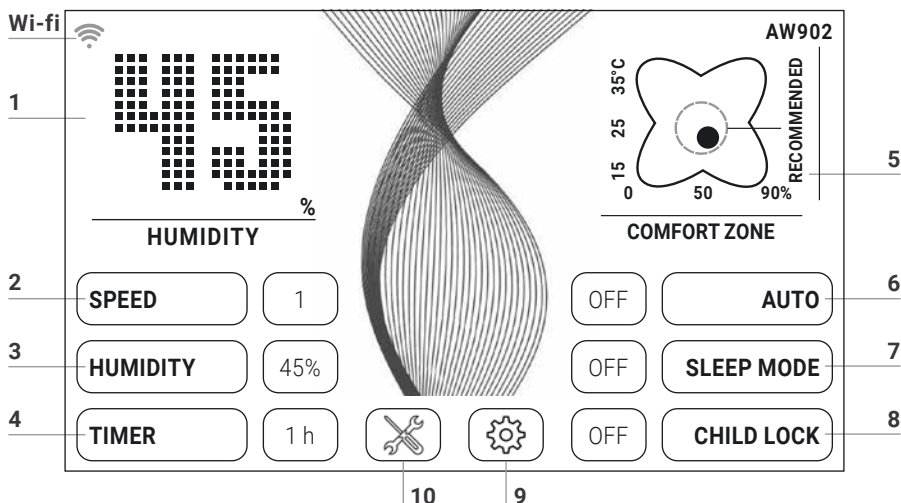 Wi-fi
AW902
1
45
%
HUMIDITY
35°C
25
15
0
50
90%
RECOMMENDED
5
COMFORT ZONE
2
SPEED
1
OFF
AUTO
6
3
HUMIDITY
45%
OFF
SLEEP MODE
7
4
TIMER
1 h
OFF
CHILD LOCK
8
10
9